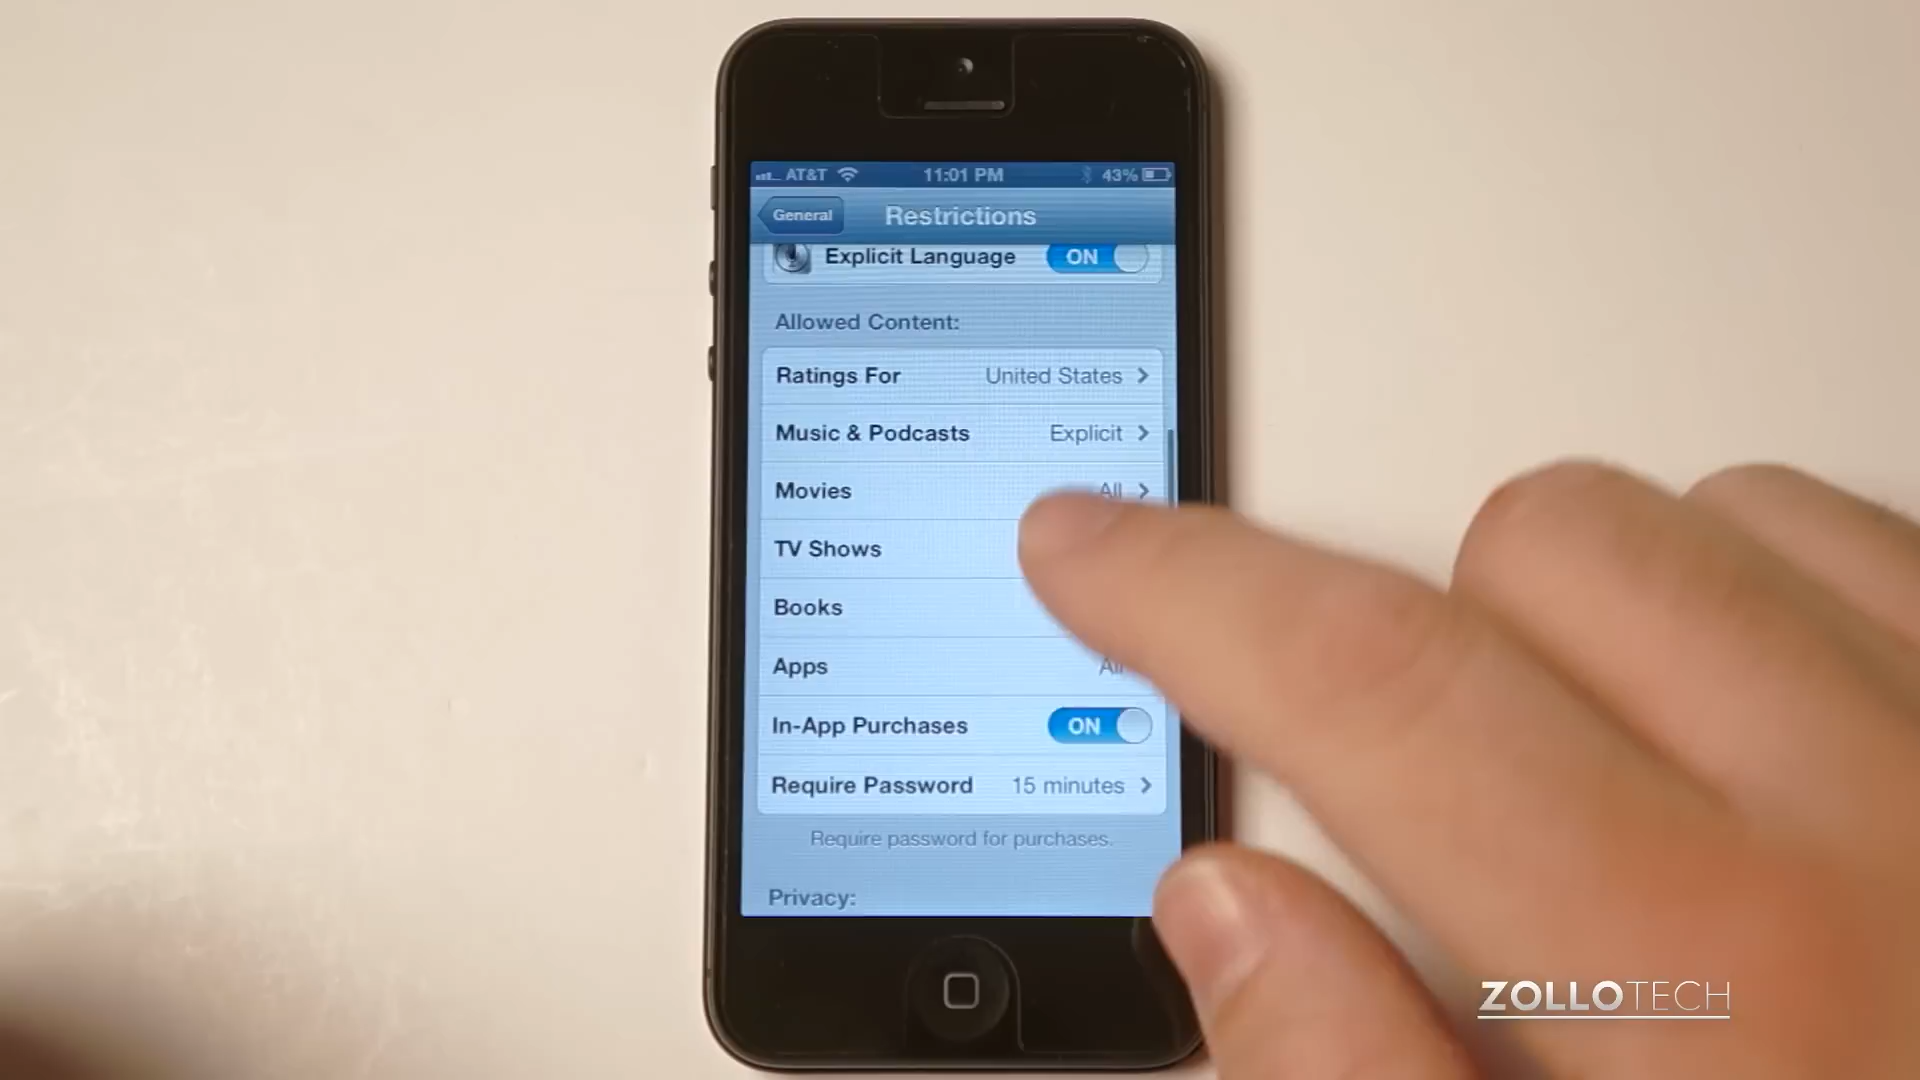 AT&T 11:01 PM 43%
General Restrictions
Explicit Language ON
Allowed Content:
Ratings For United States
Music & Podcasts Explicit
Movies All
TV Shows
Books
Apps All
In-App Purchases ON
Require Password 15 minutes
Require password for purchases.
Privacy:
ZOLLOTECH